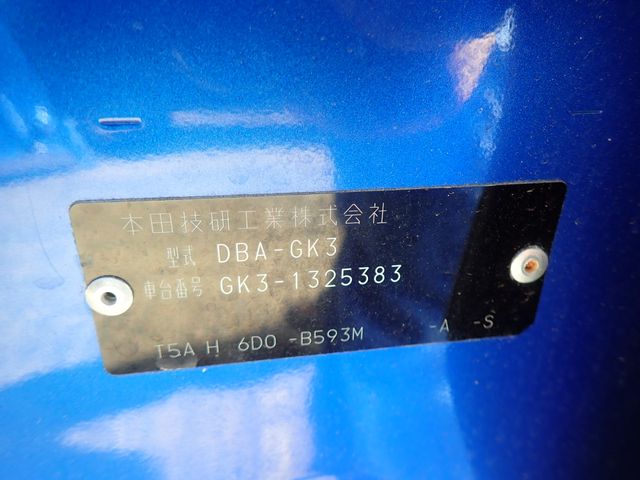 本田技研工業株式会社
型式 DBA-GK3
車台番号 GK3-1325383
T5A H 6D0 -B593M -A -S